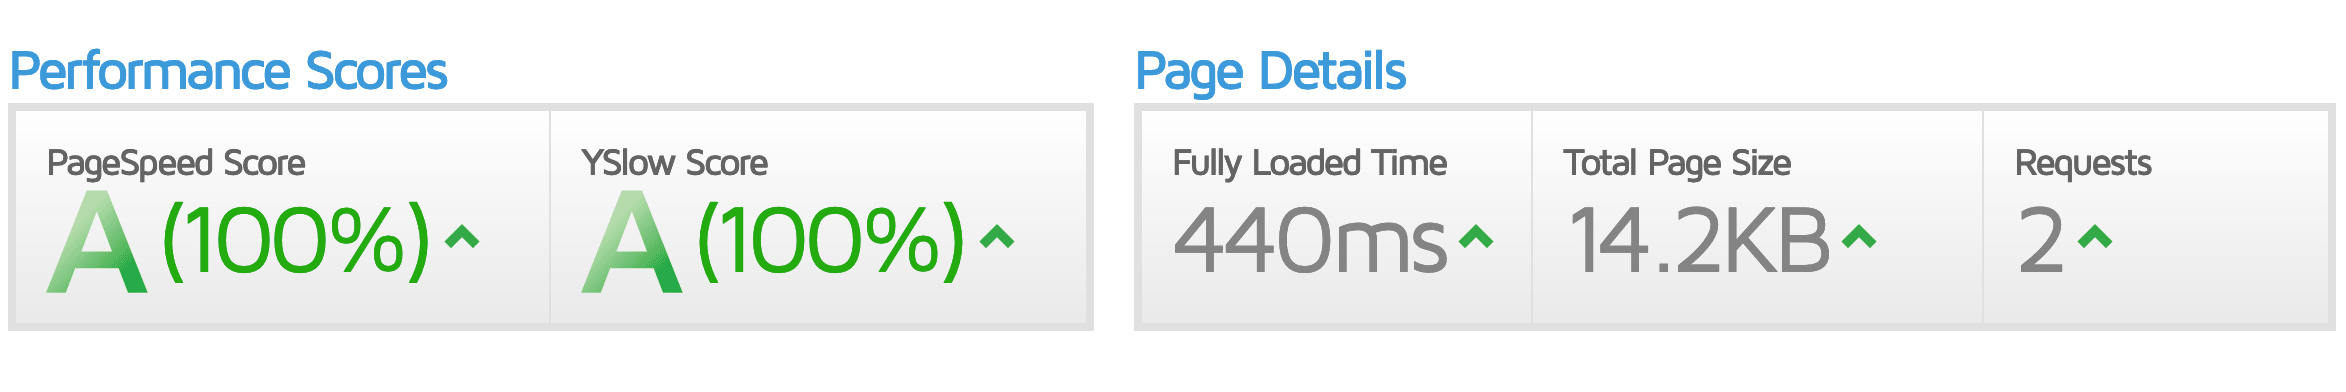 Performance Scores
PageSpeed Score
A (100%)
YSlow Score
A (100%)
Page Details
Fully Loaded Time
440ms
Total Page Size
14.2KB
Requests
2